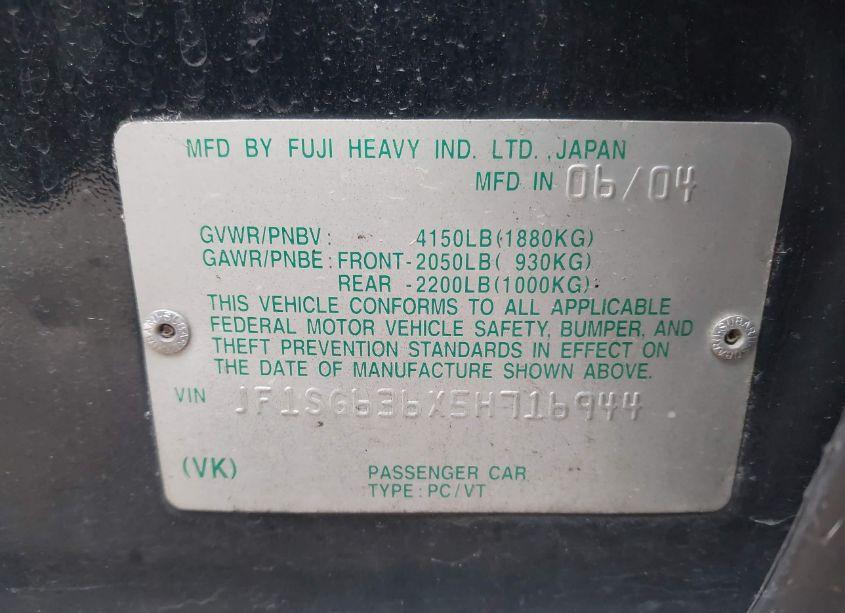 MFD BY FUJI HEAVY IND. LTD. JAPAN
MFD IN 06/04
GVWR/PNBV: 4150LB(1880KG)
GAWR/PNBE: FRONT-2050LB( 930KG)
REAR -2200LB(1000KG)
THIS VEHICLE CONFORMS TO ALL APPLICABLE
FEDERAL MOTOR VEHICLE SAFETY, BUMPER, AND
THEFT PREVENTION STANDARDS IN EFFECT ON
THE DATE OF MANUFACTURE SHOWN ABOVE.
VIN JF1SG636X5H716944
(VK) PASSENGER CAR
TYPE: PC/VT